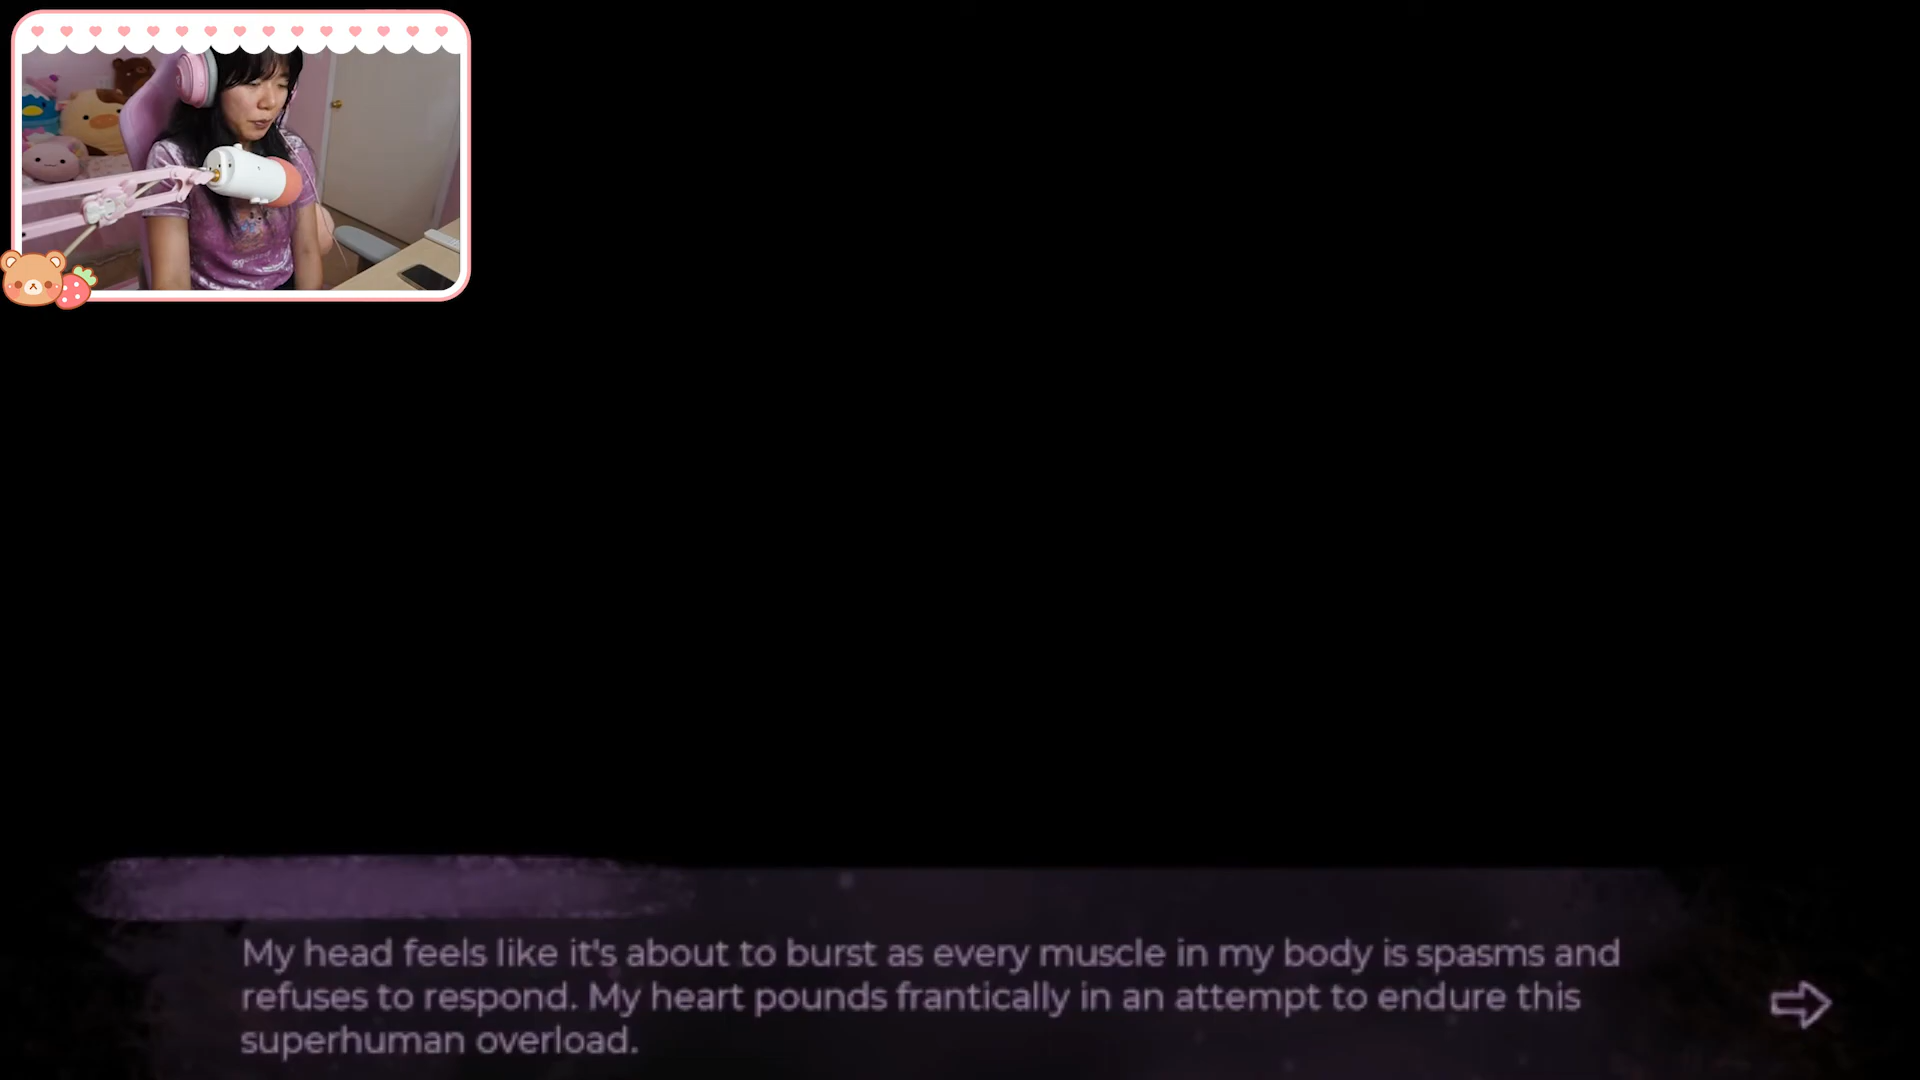 My head feels like it's about to burst as every muscle in my body is spasms and
refuses to respond. My heart pounds frantically in an attempt to endure this
superhuman overload.